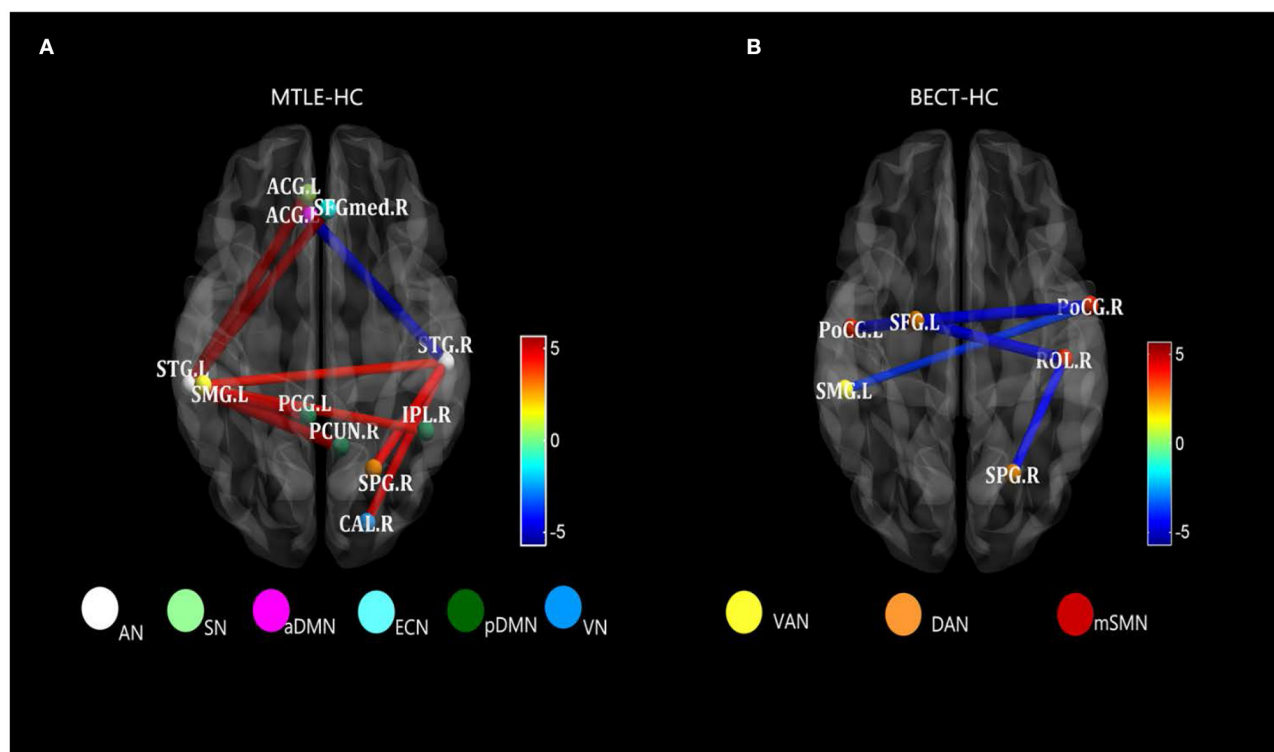 A
B
MTLE-HC
BECT-HC
ACG.L
ACG.L
SFGmed.R
STG.R
STG.L
SMG.L
PCG.L
IPL.R
PCUN.R
SPG.R
CAL.R
5
0
-5
PoCG.R
PoCG.L
SFG.L
ROL.R
SMG.L
SPG.R
5
0
-5
AN
SN
aDMN
ECN
pDMN
VN
VAN
DAN
mSMN